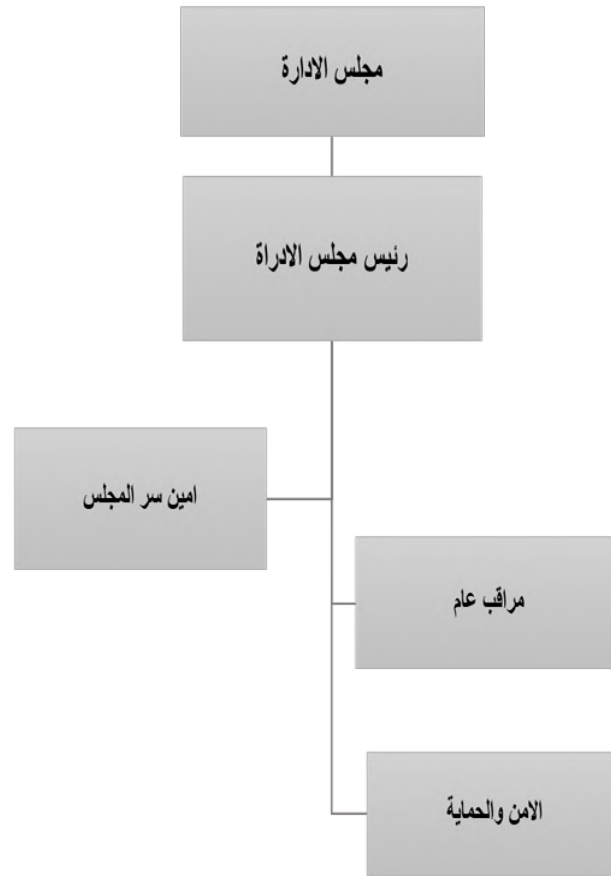 مجلس الادارة
رئيس مجلس الادراة
امين سر المجلس
مراقب عام
الامن والحماية